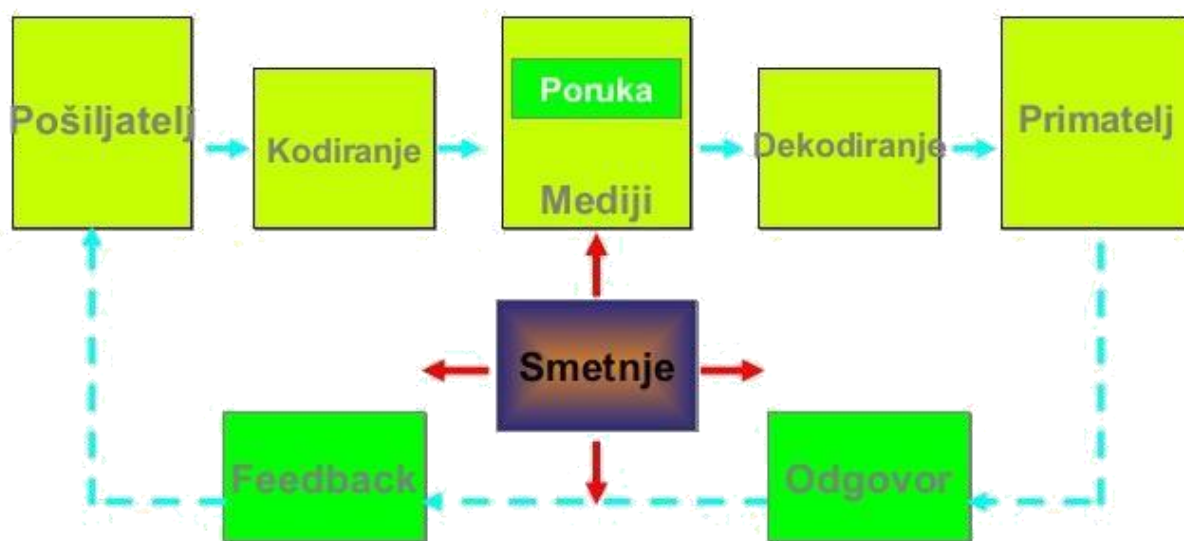 Pošiljatelj
Kodiranje
Poruka
Mediji
Dekodiranje
Primatelj
Smetnje
Feedback
Odgovor